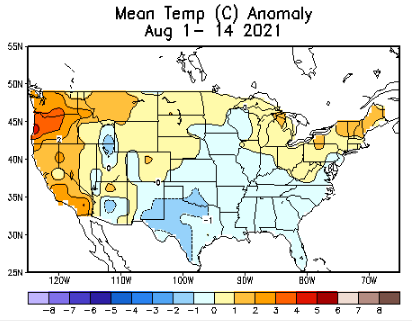 Mean Temp (C) Anomaly
Aug 1− 14 2021
55N
50N
45N
40N
35N
30N
25N
120W 110W 100W 90W 80W 70W
−8 −7 −6 −5 −4 −3 −2 −1 0 1 2 3 4 5 6 7 8